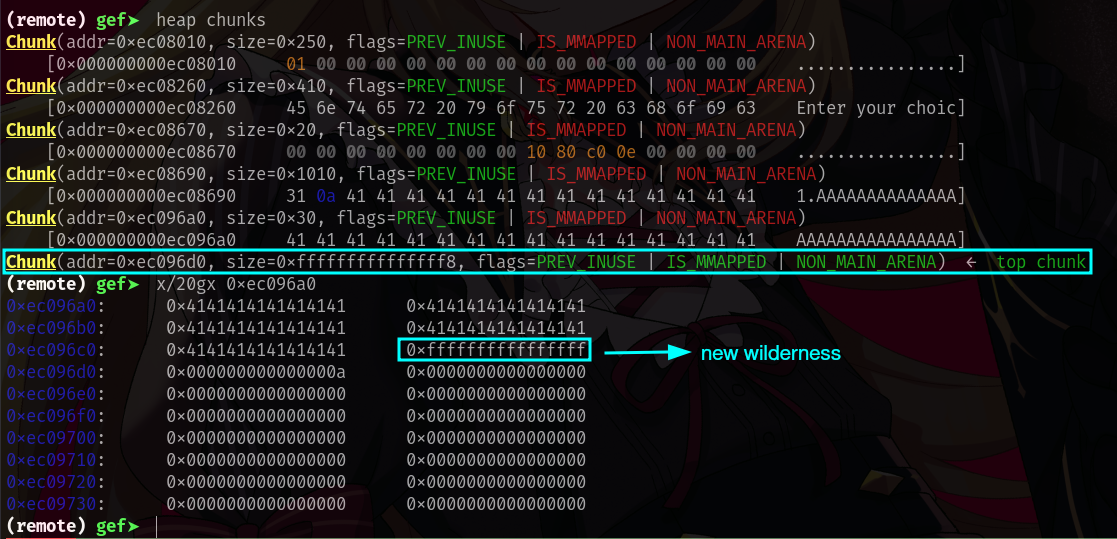 (remote) gef➤  heap chunks
Chunk(addr=0×ec08010, size=0×250, flags=PREV_INUSE | IS_MMAPPED | NON_MAIN_ARENA)
[0×000000000ec08010     01 00 00 00 00 00 00 00 00 00 00 00 00 00 00 00    ................]
Chunk(addr=0×ec08260, size=0×410, flags=PREV_INUSE | IS_MMAPPED | NON_MAIN_ARENA)
[0×000000000ec08260     45 6e 74 65 72 20 79 6f 75 72 20 63 68 6f 69 63    Enter your choic]
Chunk(addr=0×ec08670, size=0×20, flags=PREV_INUSE | IS_MMAPPED | NON_MAIN_ARENA)
[0×000000000ec08670     00 00 00 00 00 00 00 00 10 80 c0 0e 00 00 00 00    ................]
Chunk(addr=0×ec08690, size=0×1010, flags=PREV_INUSE | IS_MMAPPED | NON_MAIN_ARENA)
[0×000000000ec08690     31 0a 41 41 41 41 41 41 41 41 41 41 41 41 41 41    1.AAAAAAAAAAAAAA]
Chunk(addr=0×ec096a0, size=0×30, flags=PREV_INUSE | IS_MMAPPED | NON_MAIN_ARENA)
[0×000000000ec096a0     41 41 41 41 41 41 41 41 41 41 41 41 41 41 41 41    AAAAAAAAAAAAAAAA]
Chunk(addr=0×ec096d0, size=0×fffffffffffffff8, flags=PREV_INUSE | IS_MMAPPED | NON_MAIN_ARENA)  ←  top chunk
(remote) gef➤  x/20gx 0×ec096a0
0×ec096a0:      0×4141414141414141      0×4141414141414141
0×ec096b0:      0×4141414141414141      0×4141414141414141
0×ec096c0:      0×4141414141414141      0×ffffffffffffffff new wilderness
0×ec096d0:      0×000000000000000a      0×0000000000000000
0×ec096e0:      0×0000000000000000      0×0000000000000000
0×ec096f0:      0×0000000000000000      0×0000000000000000
0×ec09700:      0×0000000000000000      0×0000000000000000
0×ec09710:      0×0000000000000000      0×0000000000000000
0×ec09720:      0×0000000000000000      0×0000000000000000
0×ec09730:      0×0000000000000000      0×0000000000000000
(remote) gef➤